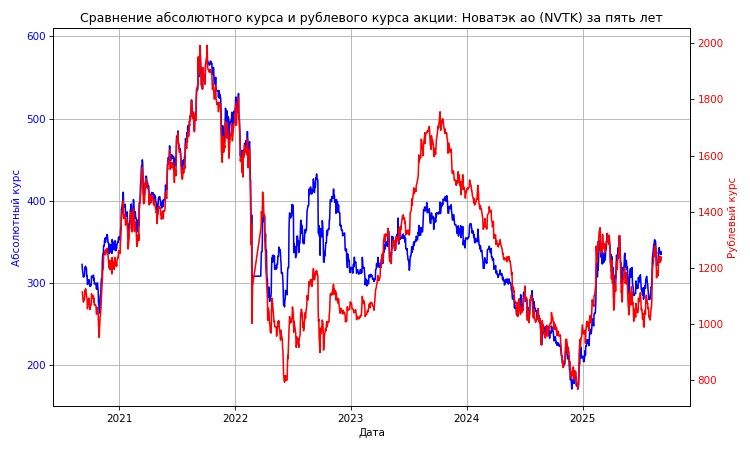 Сравнение абсолютного курса и рублевого курса акции: Новатэк ао (NVTK) за пять лет
600
500
400
300
200
Абсолютный курс
2000
1800
1600
1400
1200
1000
800
Рублевый курс
2021 2022 2023 2024 2025
Дата